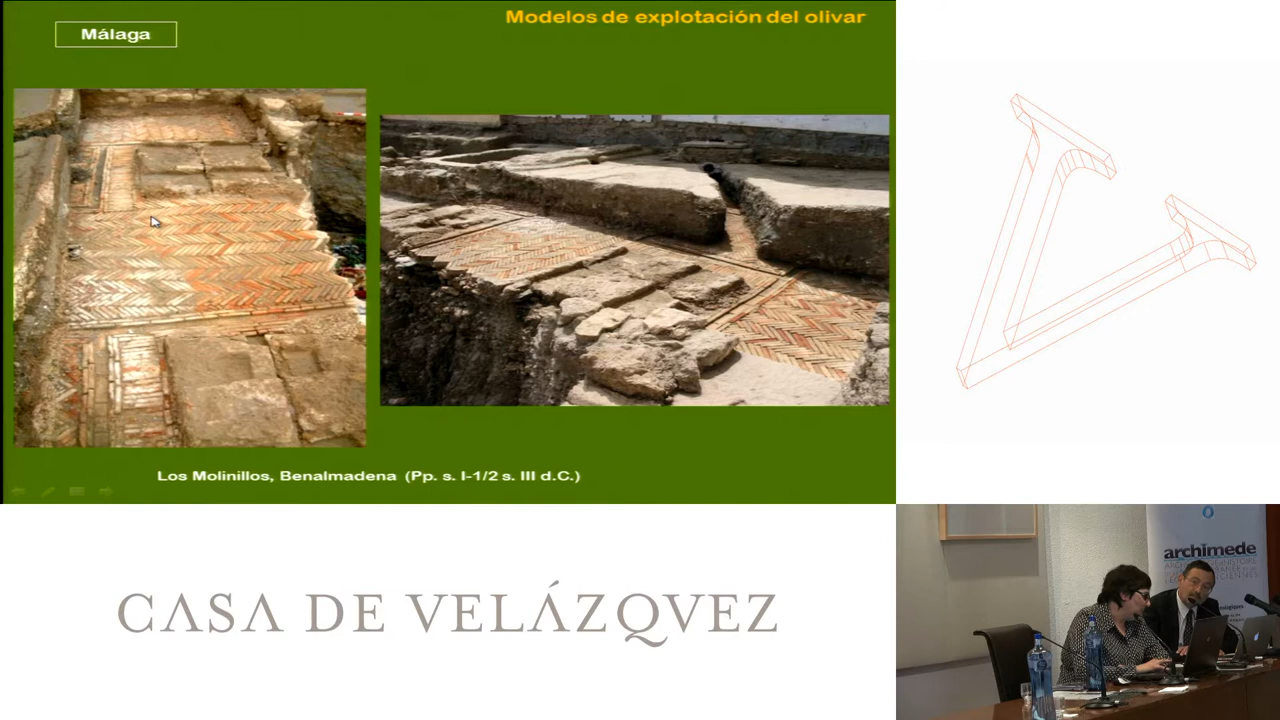 Modelos de explotación del olivar
Málaga
Los Molinillos, Benalmadena (Pp. s. I-1/2 s. III d.C.)
CASA DE VELÁZQVEZ
archimede